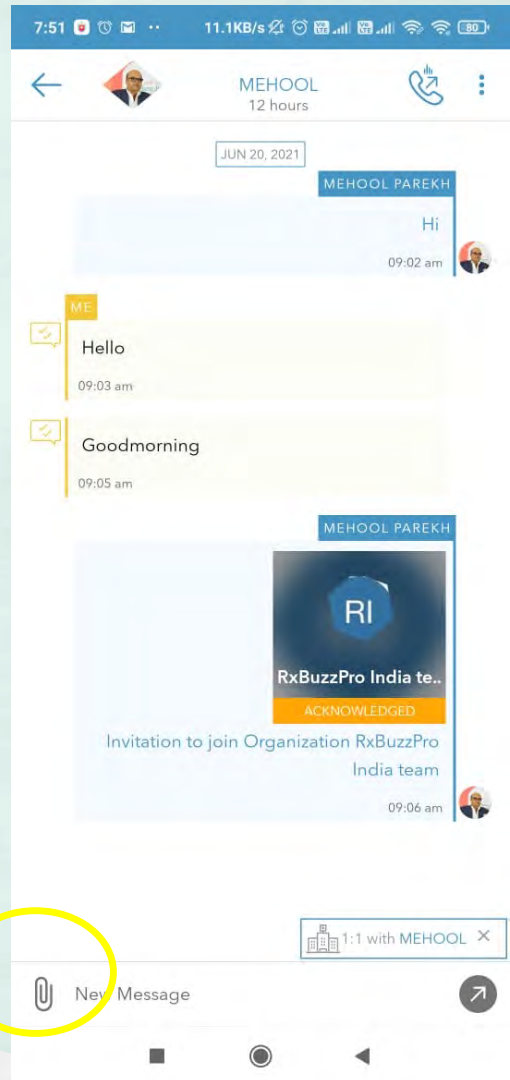 7:51 11.1KB/s 80
MEHOOL
12 hours
JUN 20, 2021
MEHOOL PAREKH
Hi
09:02 am
ME
Hello
09:03 am
Goodmorning
09:05 am
MEHOOL PAREKH
RI
RxBuzzPro India te..
ACKNOWLEDGED
Invitation to join Organization RxBuzzPro
India team
09:06 am
1:1 with MEHOOL
New Message